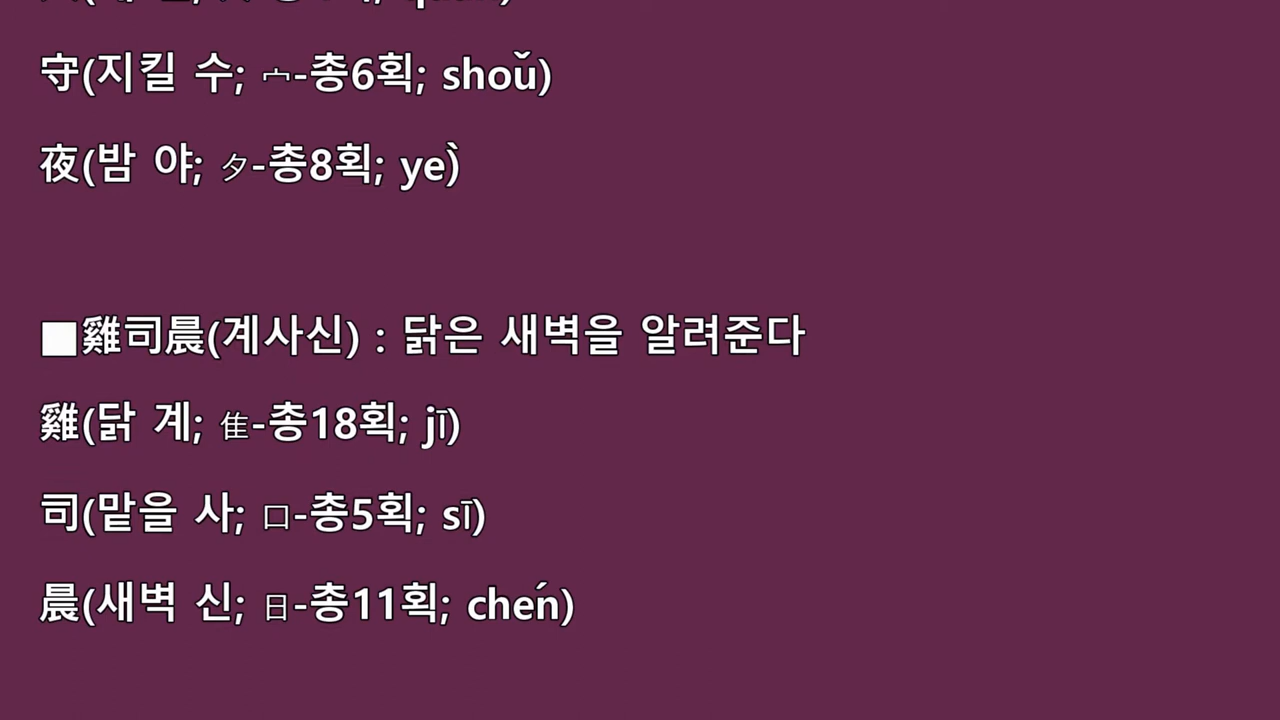 守(지킬 수; 宀-총6획; shǒu)
夜(밤 야; 夕-총8획; yè)
■雞司晨(계사신) : 닭은 새벽을 알려준다
雞(닭 계; 隹-총18획; jī)
司(맡을 사; 口-총5획; sī)
晨(새벽 신; 日-총11획; chén)